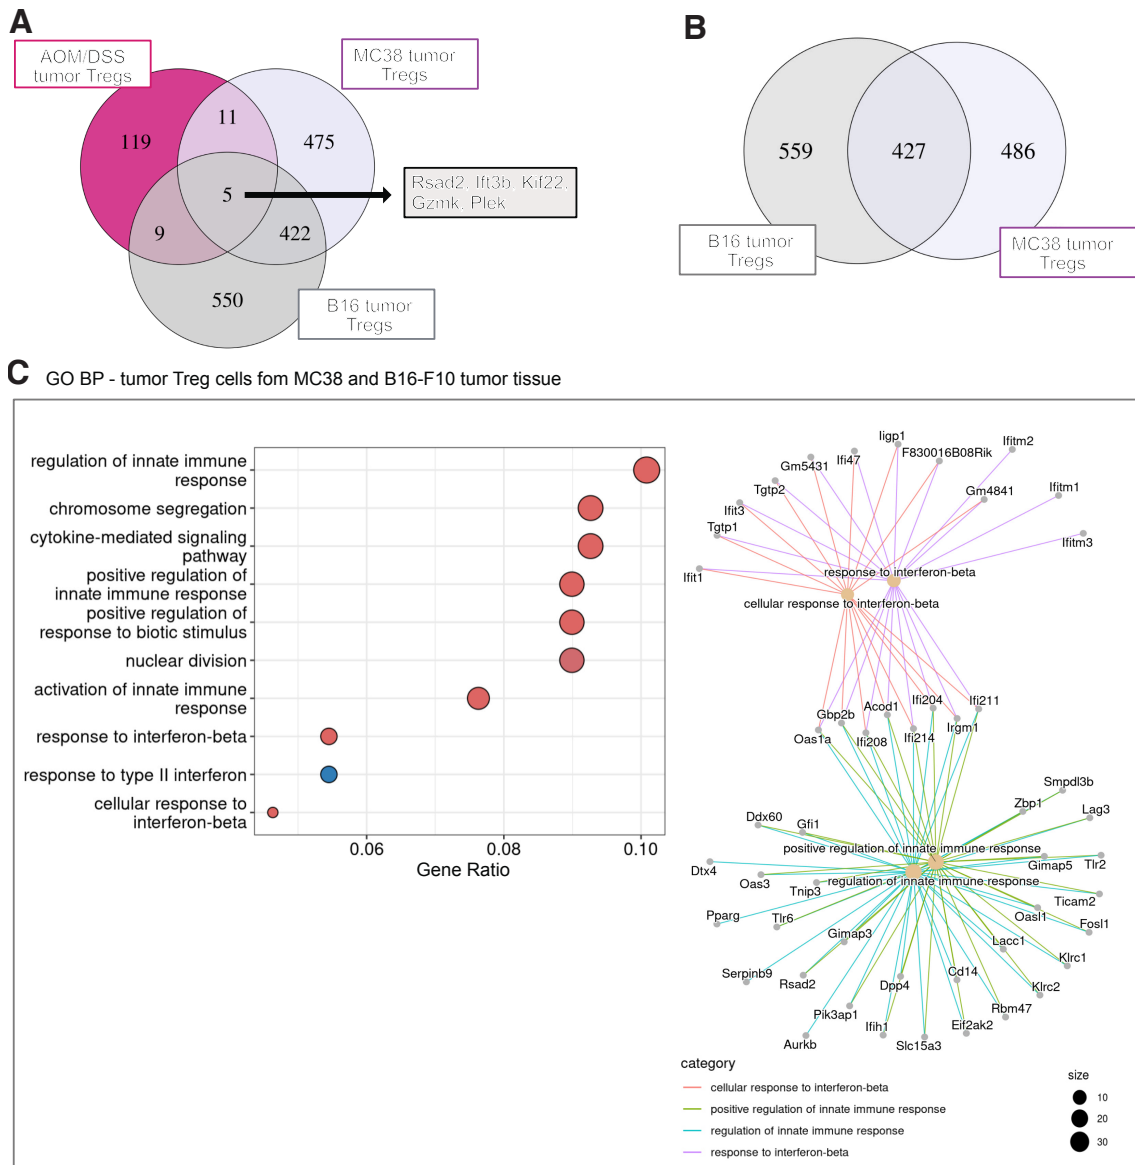 A
AOM/DSS
tumor Tregs
MC38 tumor
Tregs
11
119
475
5
Rsad2, Ift3b, Kif22,
Gzmk, Plek
9
422
550
B16 tumor
Tregs
B
559
427
486
B16 tumor
Tregs
MC38 tumor
Tregs
C
GO BP - tumor Treg cells fom MC38 and B16-F10 tumor tissue
regulation of innate immune
response
chromosome segregation
cytokine-mediated signaling
pathway
positive regulation of
innate immune response
positive regulation of
response to biotic stimulus
nuclear division
activation of innate immune
response
response to interferon-beta
response to type II interferon
cellular response to
interferon-beta
0.06
0.08
0.10
Gene Ratio
Iigp1
Ifitm2
F830016B08Rik
Ifi47
Gm5431
Tgtp2
Gm4841
Ifitm1
Ifit3
Tgtp1
Ifitm3
Ifit1
response to interferon-beta
cellular response to interferon-beta
Ifi211
Ifi204
Acod1
Gbp2b
Irgm1
Oas1a
Ifi208
Ifi214
Smpdl3b
Zbp1
Lag3
Ddx60
Gfi1
positive regulation of innate immune response
Dtx4
Gimap5
Tlr2
Oas3
Tnip3
regulation of innate immune response
Ticam2
Pparg
Tlr6
Oasl1
Fosl1
Gimap3
Lacc1
Klrc1
Serpinb9
Rsad2
Dpp4
Cd14
Klrc2
Pik3ap1
Rbm47
Ifih1
Eif2ak2
Aurkb
Slc15a3
category
cellular response to interferon-beta
positive regulation of innate immune response
regulation of innate immune response
response to interferon-beta
size
10
20
30